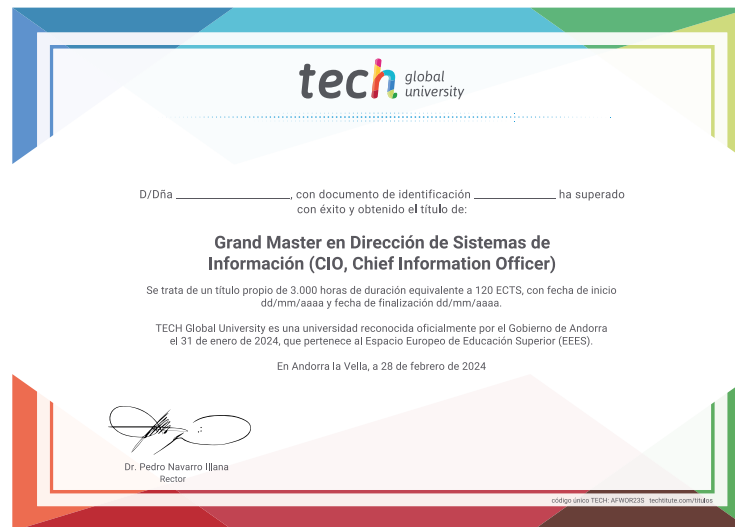 tech global university
D/Dña ____________________, con documento de identificación ______________ ha superado
con éxito y obtenido el título de:
Grand Master en Dirección de Sistemas de
Información (CIO, Chief Information Officer)
Se trata de un título propio de 3.000 horas de duración equivalente a 120 ECTS, con fecha de inicio
dd/mm/aaaa y fecha de finalización dd/mm/aaaa.
TECH Global University es una universidad reconocida oficialmente por el Gobierno de Andorra
el 31 de enero de 2024, que pertenece al Espacio Europeo de Educación Superior (EEES).
En Andorra la Vella, a 28 de febrero de 2024
Dr. Pedro Navarro Illana
Rector
código único TECH: AFWOR23S techtitute.com/titulos